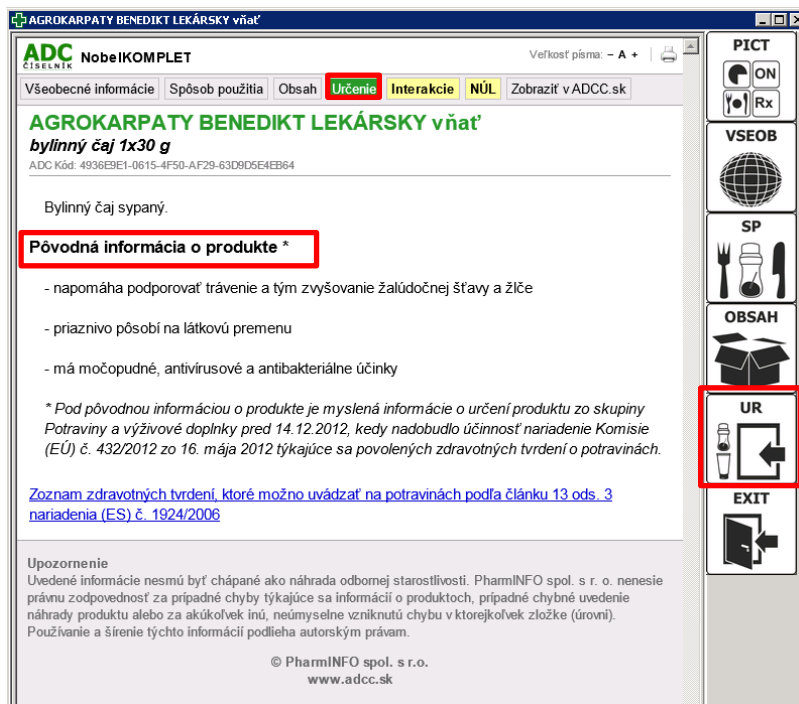 AGROKARPATY BENEDIKT LEKÁRSKY vňať
ADC
ČÍSELNÍK
NobelKOMPLET
Veľkosť písma: – A +
Všeobecné informácie Spôsob použitia Obsah Určenie Interakcie NÚL Zobraziť v ADCC.sk
AGROKARPATY BENEDIKT LEKÁRSKY vňať
bylinný čaj 1x30 g
ADC Kód: 4936E9E1-0615-4F50-AF29-63D9D5E4EB64
Bylinný čaj sypaný.
Pôvodná informácia o produkte *
- napomáha podporovať trávenie a tým zvyšovanie žalúdočnej šťavy a žlče
- priaznivo pôsobí na látkovú premenu
- má močopudné, antivírusové a antibakteriálne účinky
* Pod pôvodnou informáciou o produkte je myslená informácie o určení produktu zo skupiny
Potraviny a výživové doplnky pred 14.12.2012, kedy nadobudlo účinnosť nariadenie Komisie
(EÚ) č. 432/2012 zo 16. mája 2012 týkajúce sa povolených zdravotných tvrdení o potravinách.
Zoznam zdravotných tvrdení, ktoré možno uvádzať na potravinách podľa článku 13 ods. 3
nariadenia (ES) č. 1924/2006
Upozornenie
Uvedené informácie nesmú byť chápané ako náhrada odbornej starostlivosti. PharmINFO spol. s r. o. nenesie
právnu zodpovednosť za prípadné chyby týkajúce sa informácií o produktoch, prípadné chybné uvedenie
náhrady produktu alebo za akúkoľvek inú, neúmyselne vzniknutú chybu v ktorejkoľvek zložke (úrovni).
Používanie a šírenie týchto informácií podlieha autorským právam.
© PharmINFO spol. s r.o.
www.adcc.sk
PICT
ON
Rx
VSEOB
SP
OBSAH
UR
EXIT